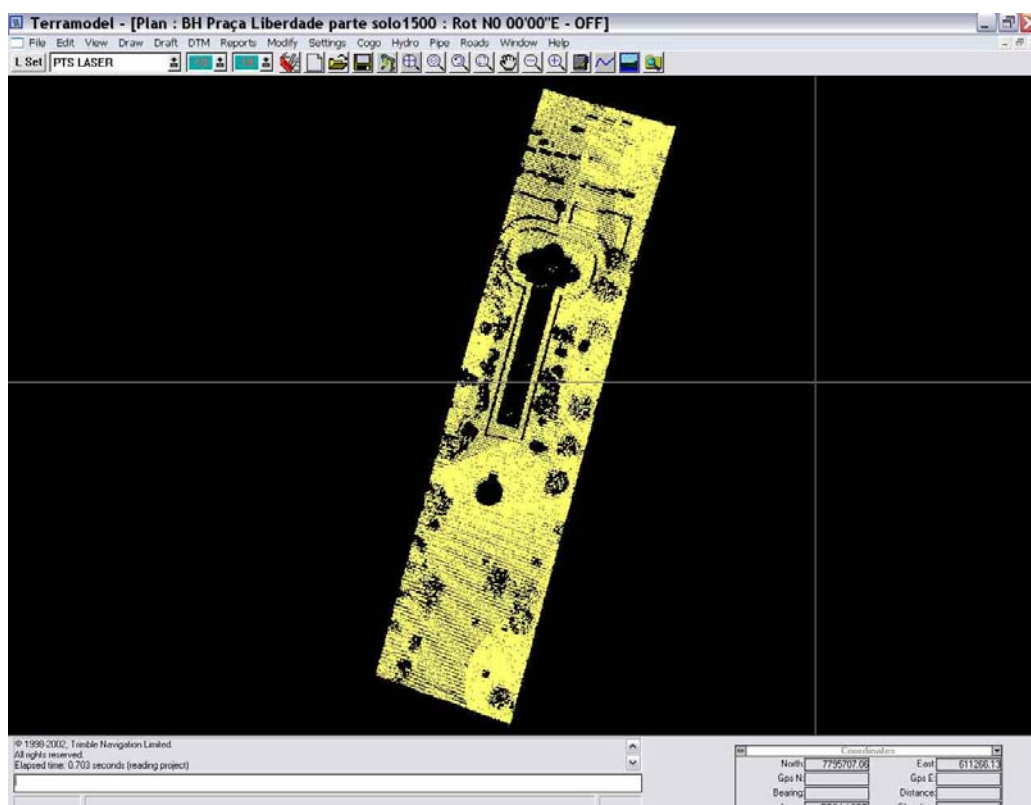 Terramodel - [Plan : BH Praça Liberdade parte solo1500 : Rot N0 00'00"E - OFF]
File Edit View Draw Draft DTM Reports Modify Settings Cogo Hydro Pipe Roads Window Help
L Set PTS LASER
© 1998-2002, Trimble Navigation Limited.
All rights reserved.
Elapsed time: 0.703 seconds (reading project)
Coordinates
North: 7795707.06 East: 611266.13
Gps N: Gps E:
Bearing: Distance: